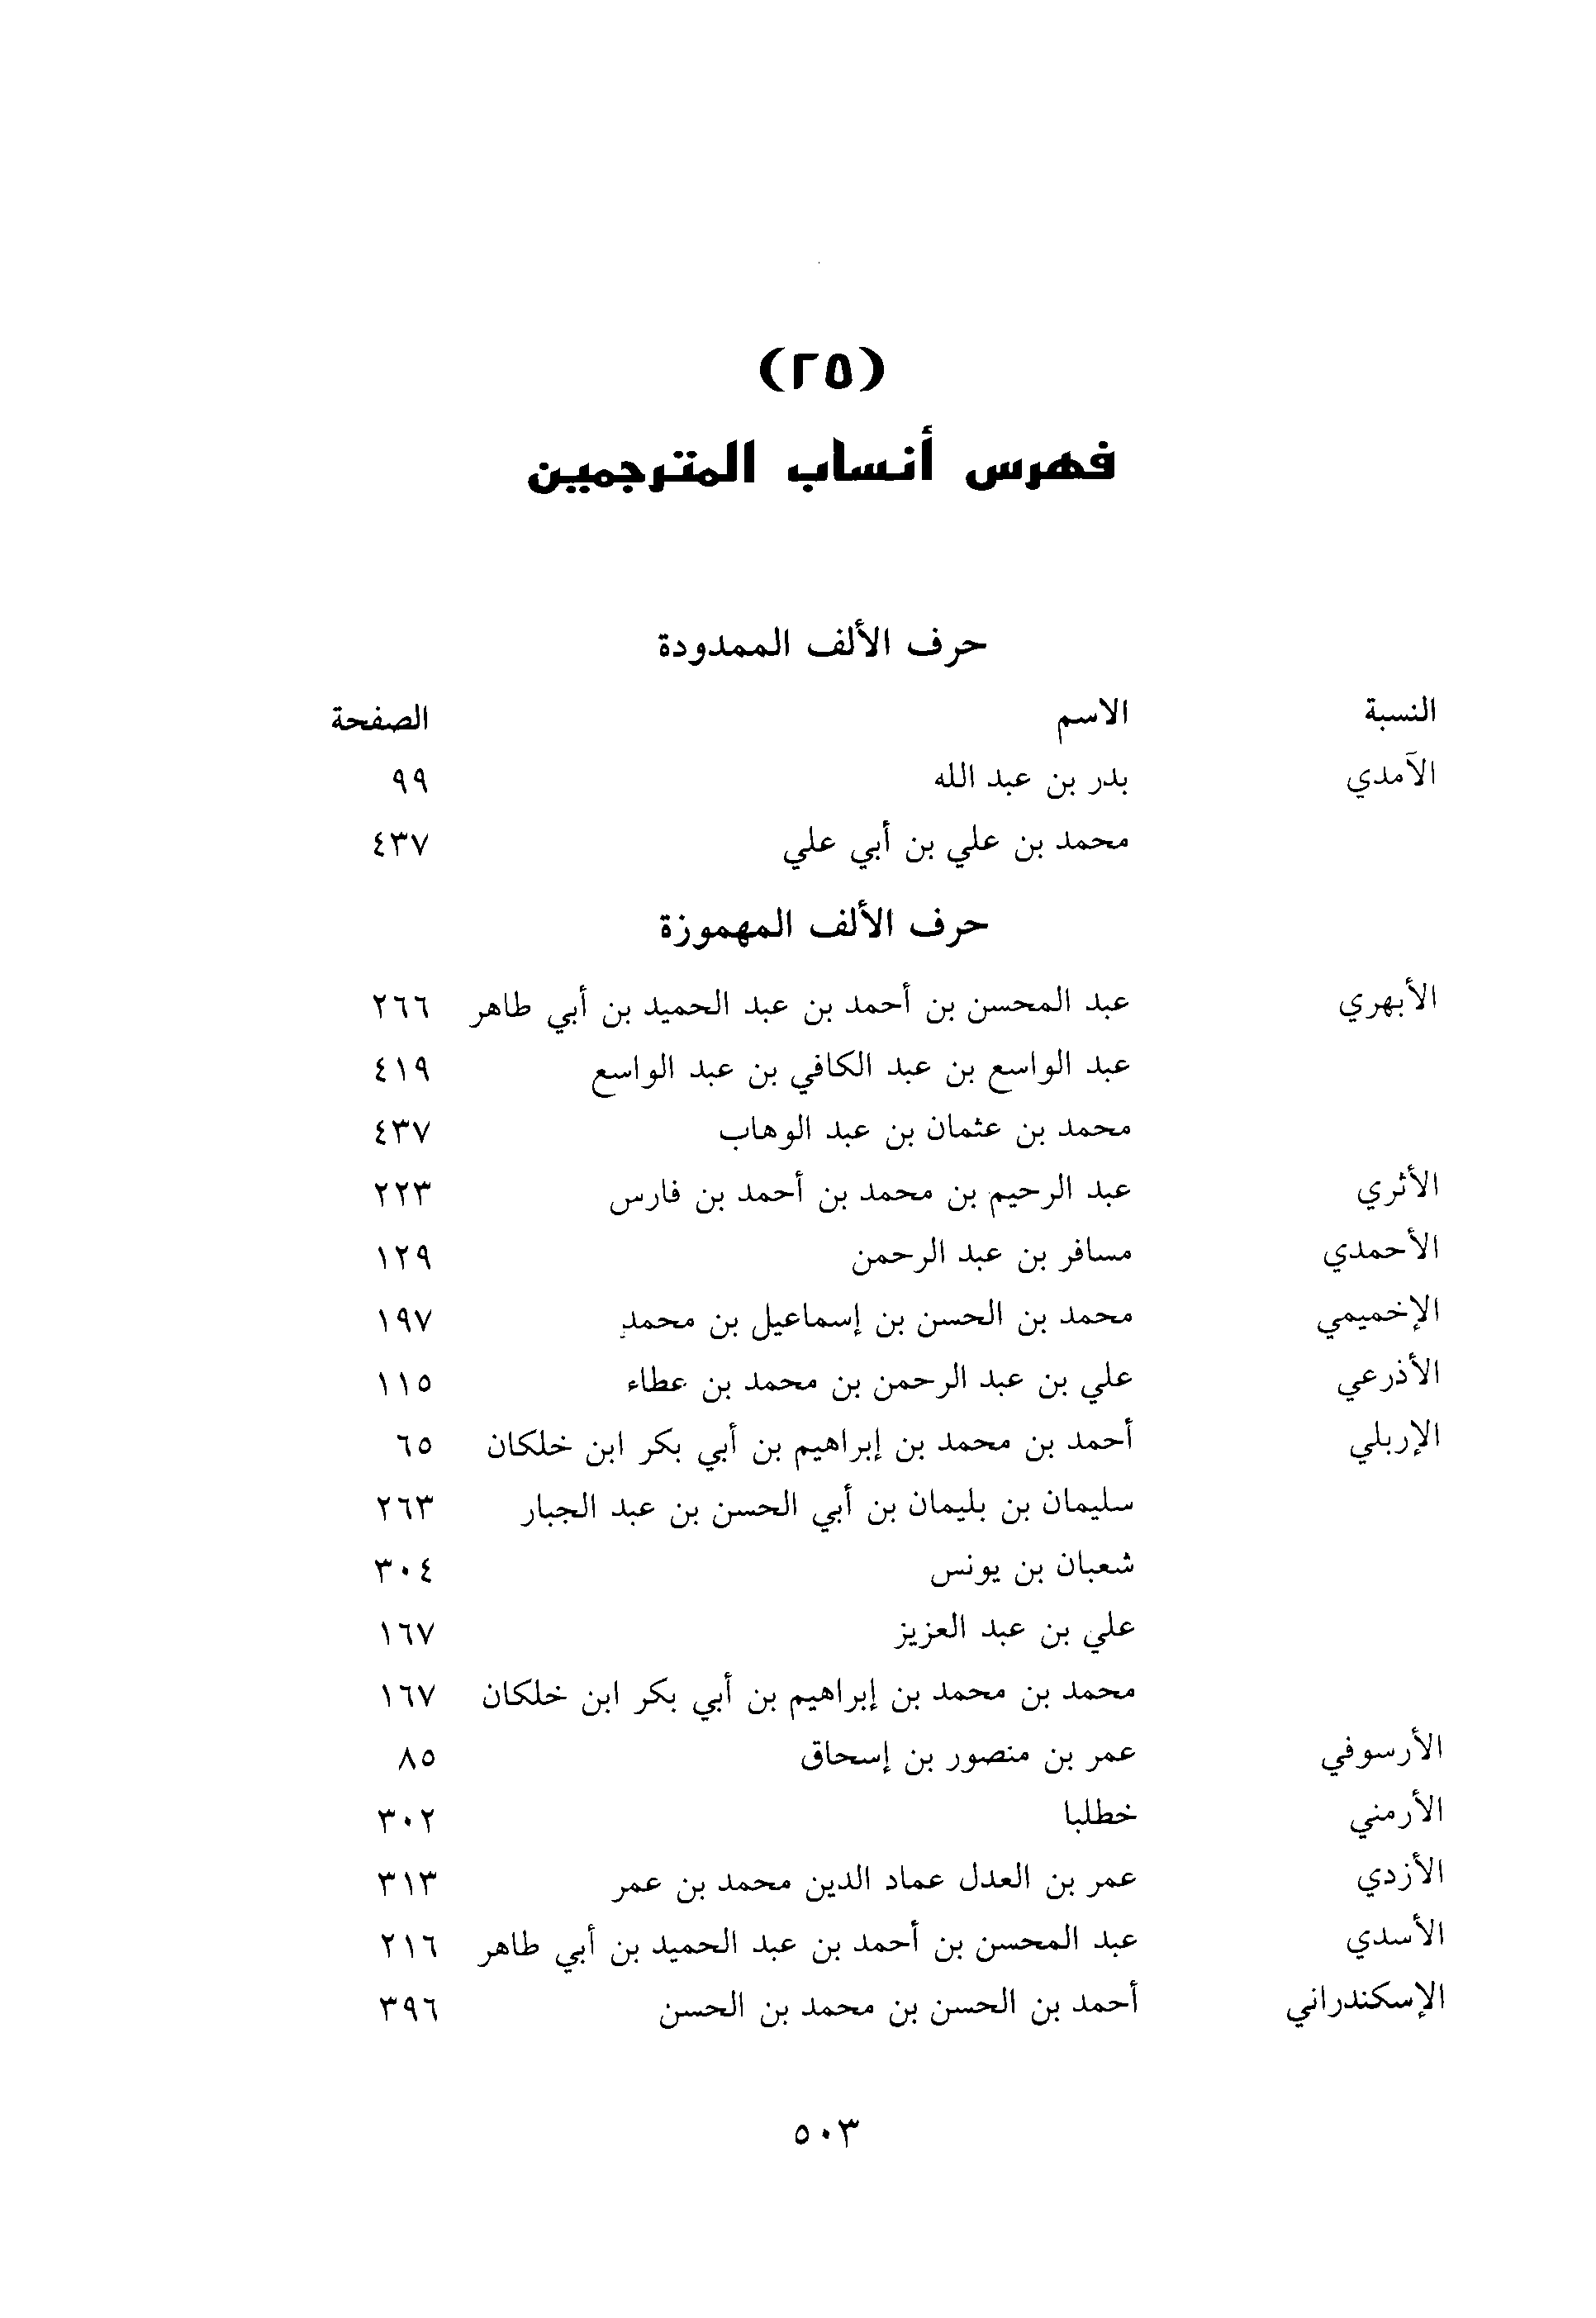 (٢٥)
فهرس أنساب المترجمين
حرف الألف الممدودة
النسبة الاسم الصفحة
الآمدي بدر بن عبد الله ٩٩
محمد بن علي بن أبي علي ٤٣٧
حرف الألف المهموزة
الأبهري عبد المحسن بن أحمد بن عبد الحميد بن أبي طاهر ٢٦٦
عبد الواسع بن عبد الكافي بن عبد الواسع ٤١٩
محمد بن عثمان بن عبد الوهاب ٤٣٧
الأثري عبد الرحيم بن محمد بن أحمد بن فارس ٢٢٣
الأحمدي مسافر بن عبد الرحمن ١٢٩
الإخميمي محمد بن الحسن بن إسماعيل بن محمد ١٩٧
الأذرعي علي بن عبد الرحمن بن محمد بن عطاء ١١٥
الإربلي أحمد بن محمد بن إبراهيم بن أبي بكر ابن خلكان ٦٥
سليمان بن بليمان بن أبي الحسن بن عبد الجبار ٢٦٣
شعبان بن يونس ٣٠٤
علي بن عبد العزيز ١٦٧
محمد بن محمد بن إبراهيم بن أبي بكر ابن خلكان ١٦٧
الأرسوفي عمر بن منصور بن إسحاق ٨٥
الأرمني خطلبا ٣٠٢
الأزدي عمر بن العدل عماد الدين محمد بن عمر ٣١٣
الأسدي عبد المحسن بن أحمد بن عبد الحميد بن أبي طاهر ٢١٦
الإسكندراني أحمد بن الحسن بن محمد بن الحسن ٣٩٦
٥٠٣